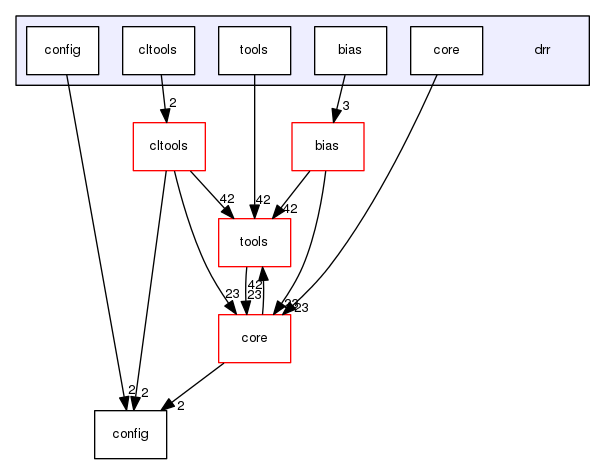 config cltools tools bias core drr
2 3
cltools bias
42 42 42
tools
42
23 23 23 23
core
2 2 2
config